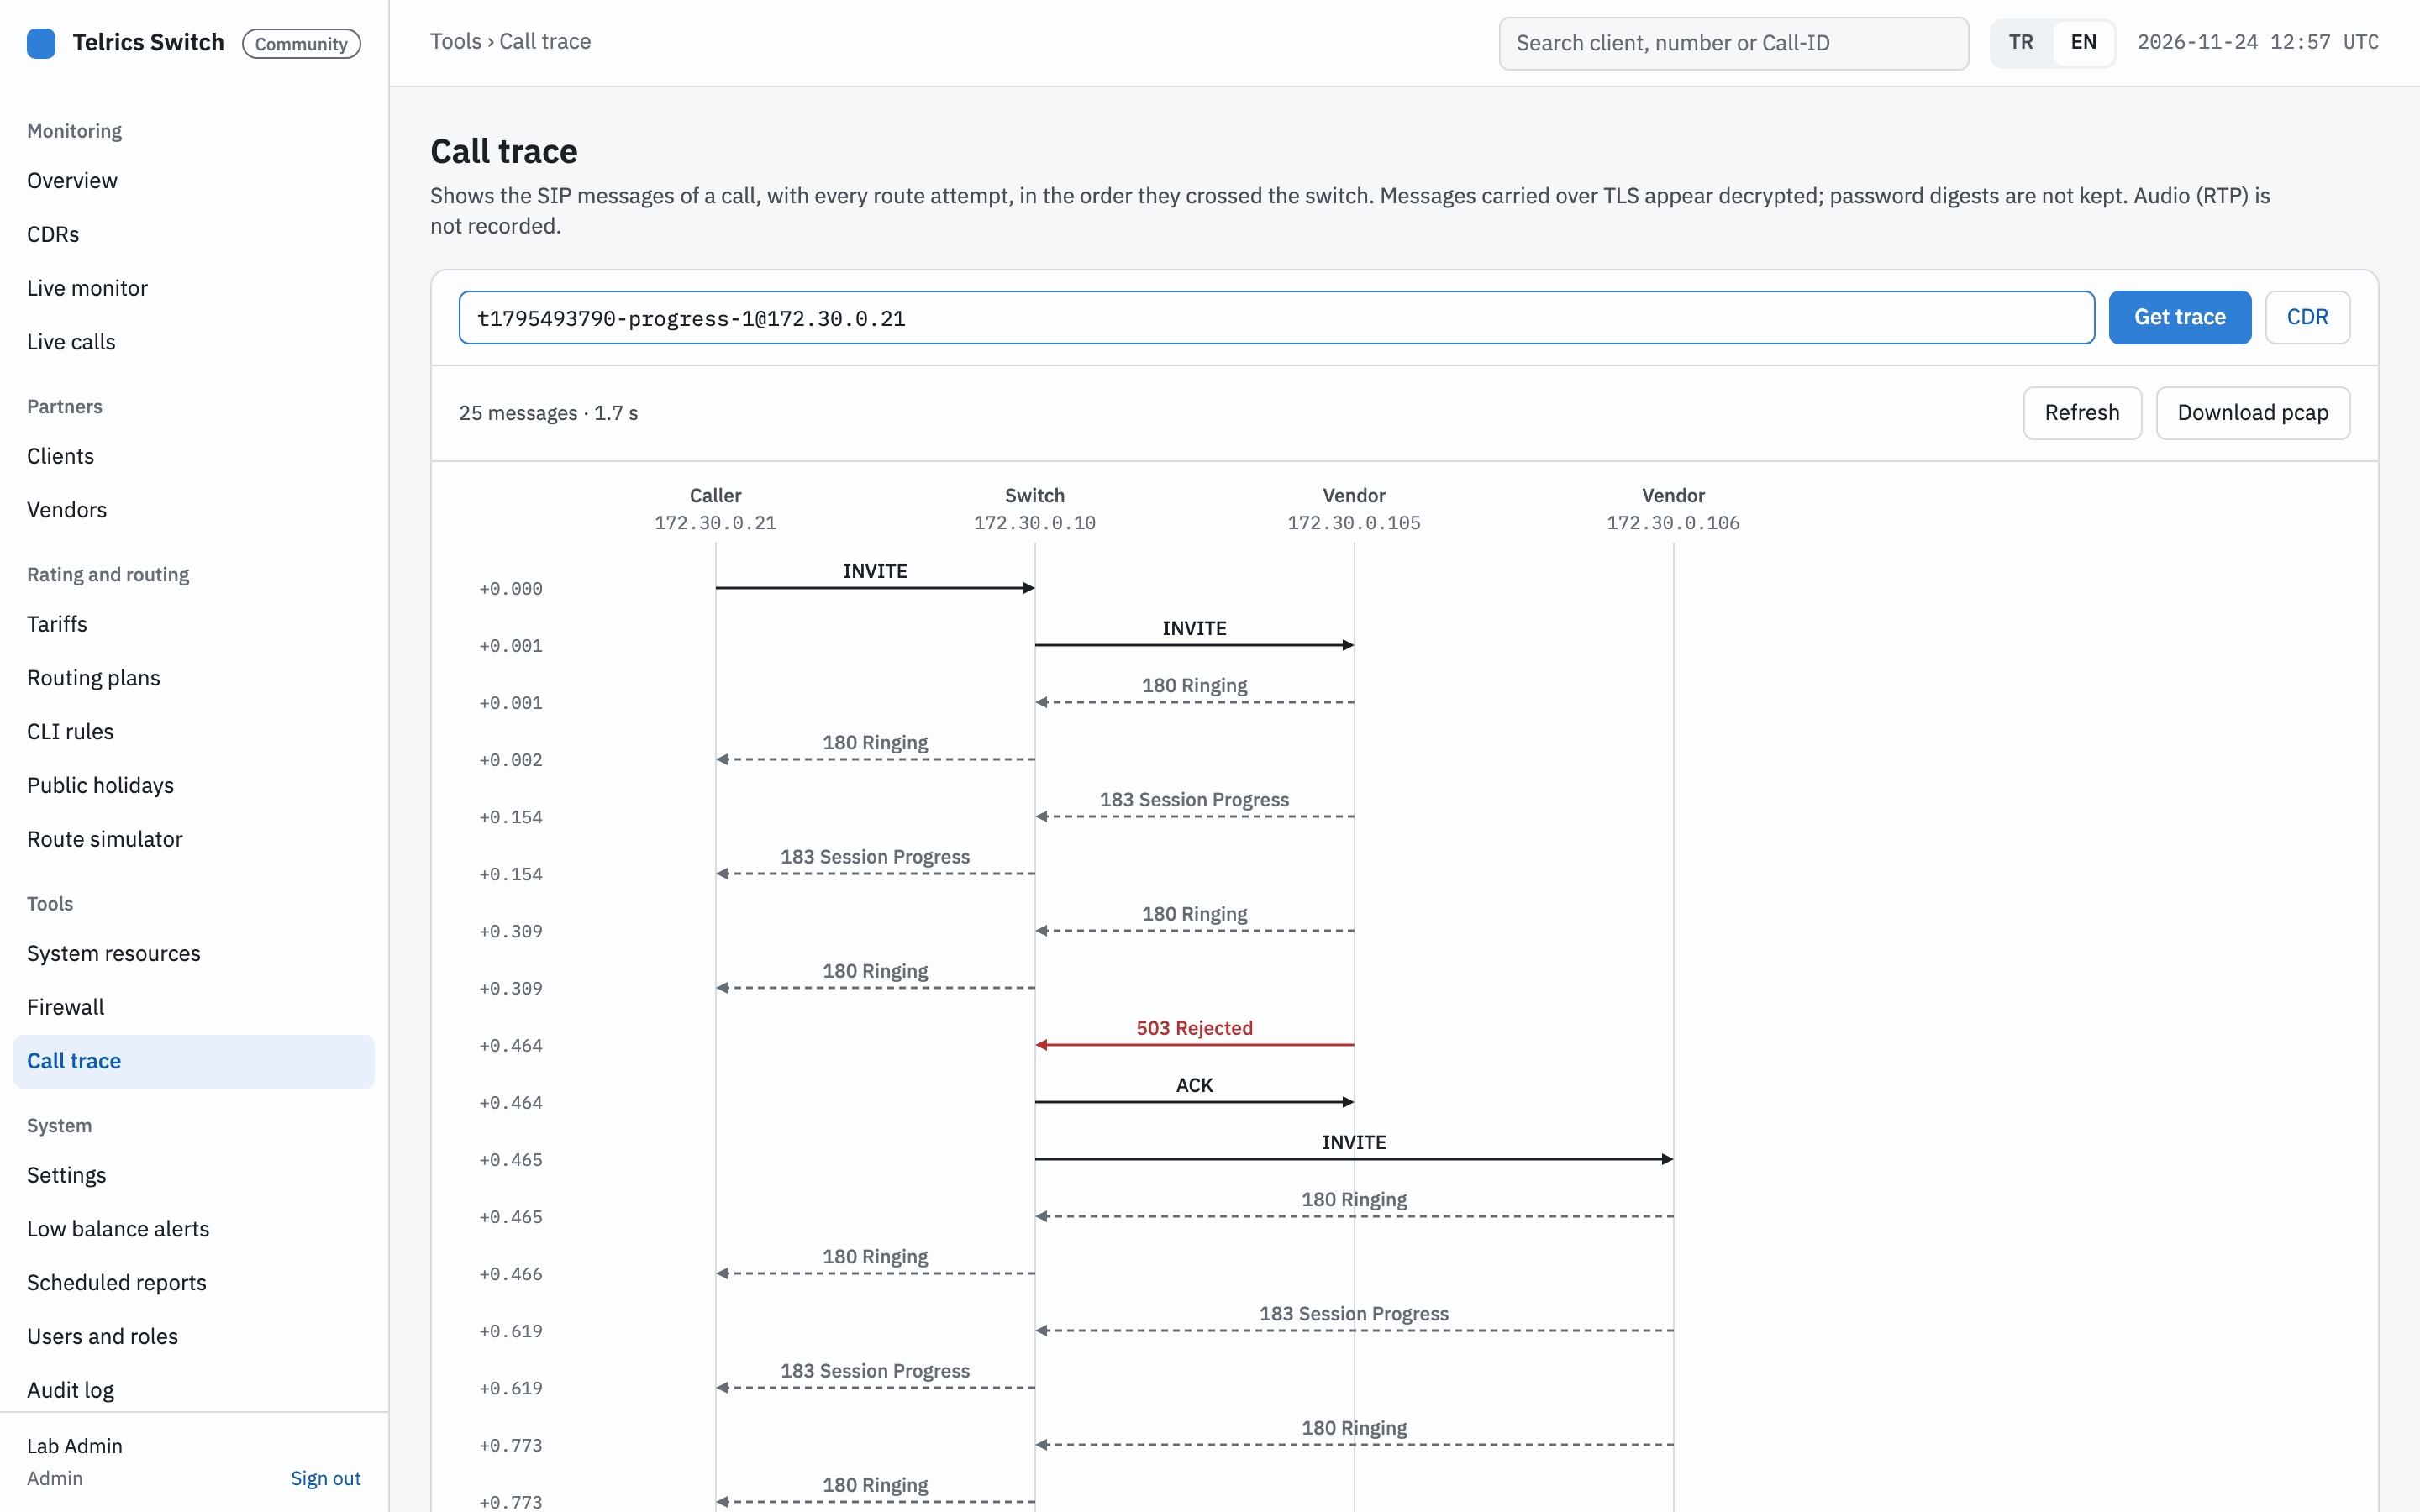 Telrics Switch Community
Tools › Call trace
Search client, number or Call-ID
TR EN
2026-11-24 12:57 UTC
Monitoring
Overview
CDRs
Live monitor
Live calls
Partners
Clients
Vendors
Rating and routing
Tariffs
Routing plans
CLI rules
Public holidays
Route simulator
Tools
System resources
Firewall
Call trace
System
Settings
Low balance alerts
Scheduled reports
Users and roles
Audit log
Lab Admin
Admin
Sign out
Call trace
Shows the SIP messages of a call, with every route attempt, in the order they crossed the switch. Messages carried over TLS appear decrypted; password digests are not kept. Audio (RTP) is
not recorded.
t1795493790-progress-1@172.30.0.21
Get trace
CDR
25 messages · 1.7 s
Refresh
Download pcap
Caller Switch Vendor Vendor
172.30.0.21 172.30.0.10 172.30.0.105 172.30.0.106
+0.000 INVITE
+0.001 INVITE
+0.001 180 Ringing
+0.002 180 Ringing
+0.154 183 Session Progress
+0.154 183 Session Progress
+0.309 180 Ringing
+0.309 180 Ringing
+0.464 503 Rejected
+0.464 ACK
+0.465 INVITE
+0.465 180 Ringing
+0.466 180 Ringing
+0.619 183 Session Progress
+0.619 183 Session Progress
+0.773 180 Ringing
+0.773 180 Ringing